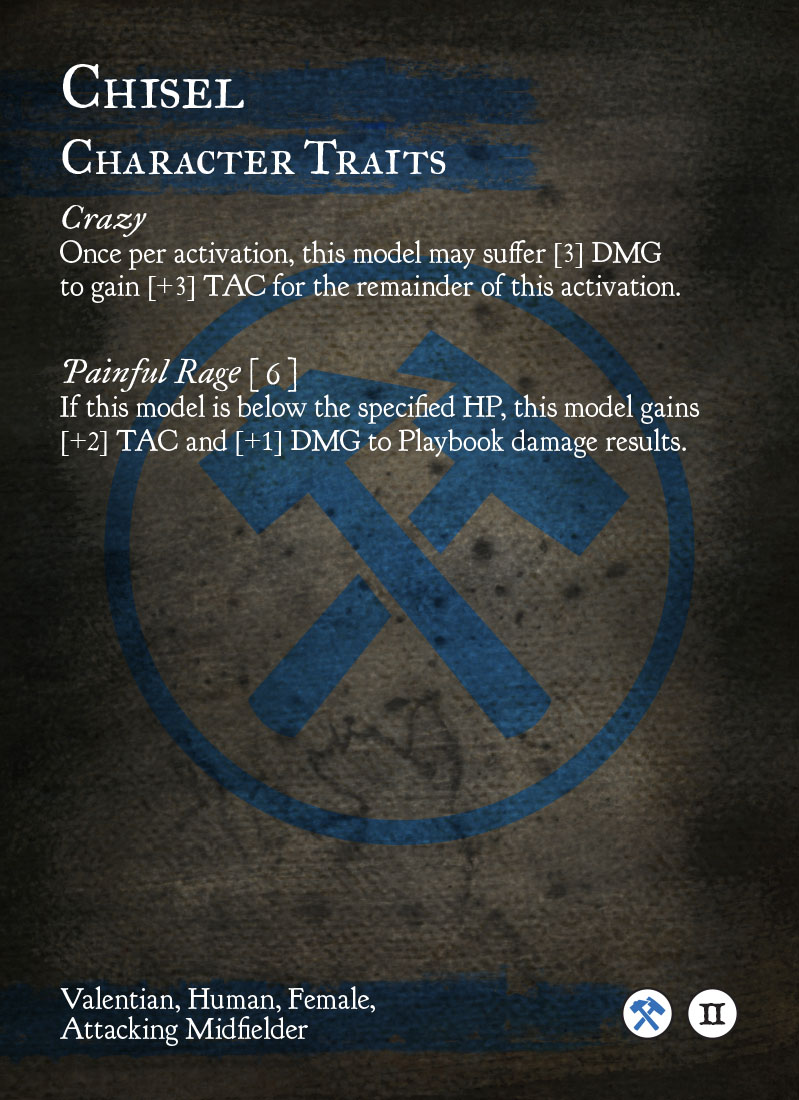 Chisel
Character Traits
Crazy
Once per activation, this model may suffer [3] DMG
to gain [+3] TAC for the remainder of this activation.
Painful Rage [ 6 ]
If this model is below the specified HP, this model gains
[+2] TAC and [+1] DMG to Playbook damage results.
Valentian, Human, Female,
Attacking Midfielder
II